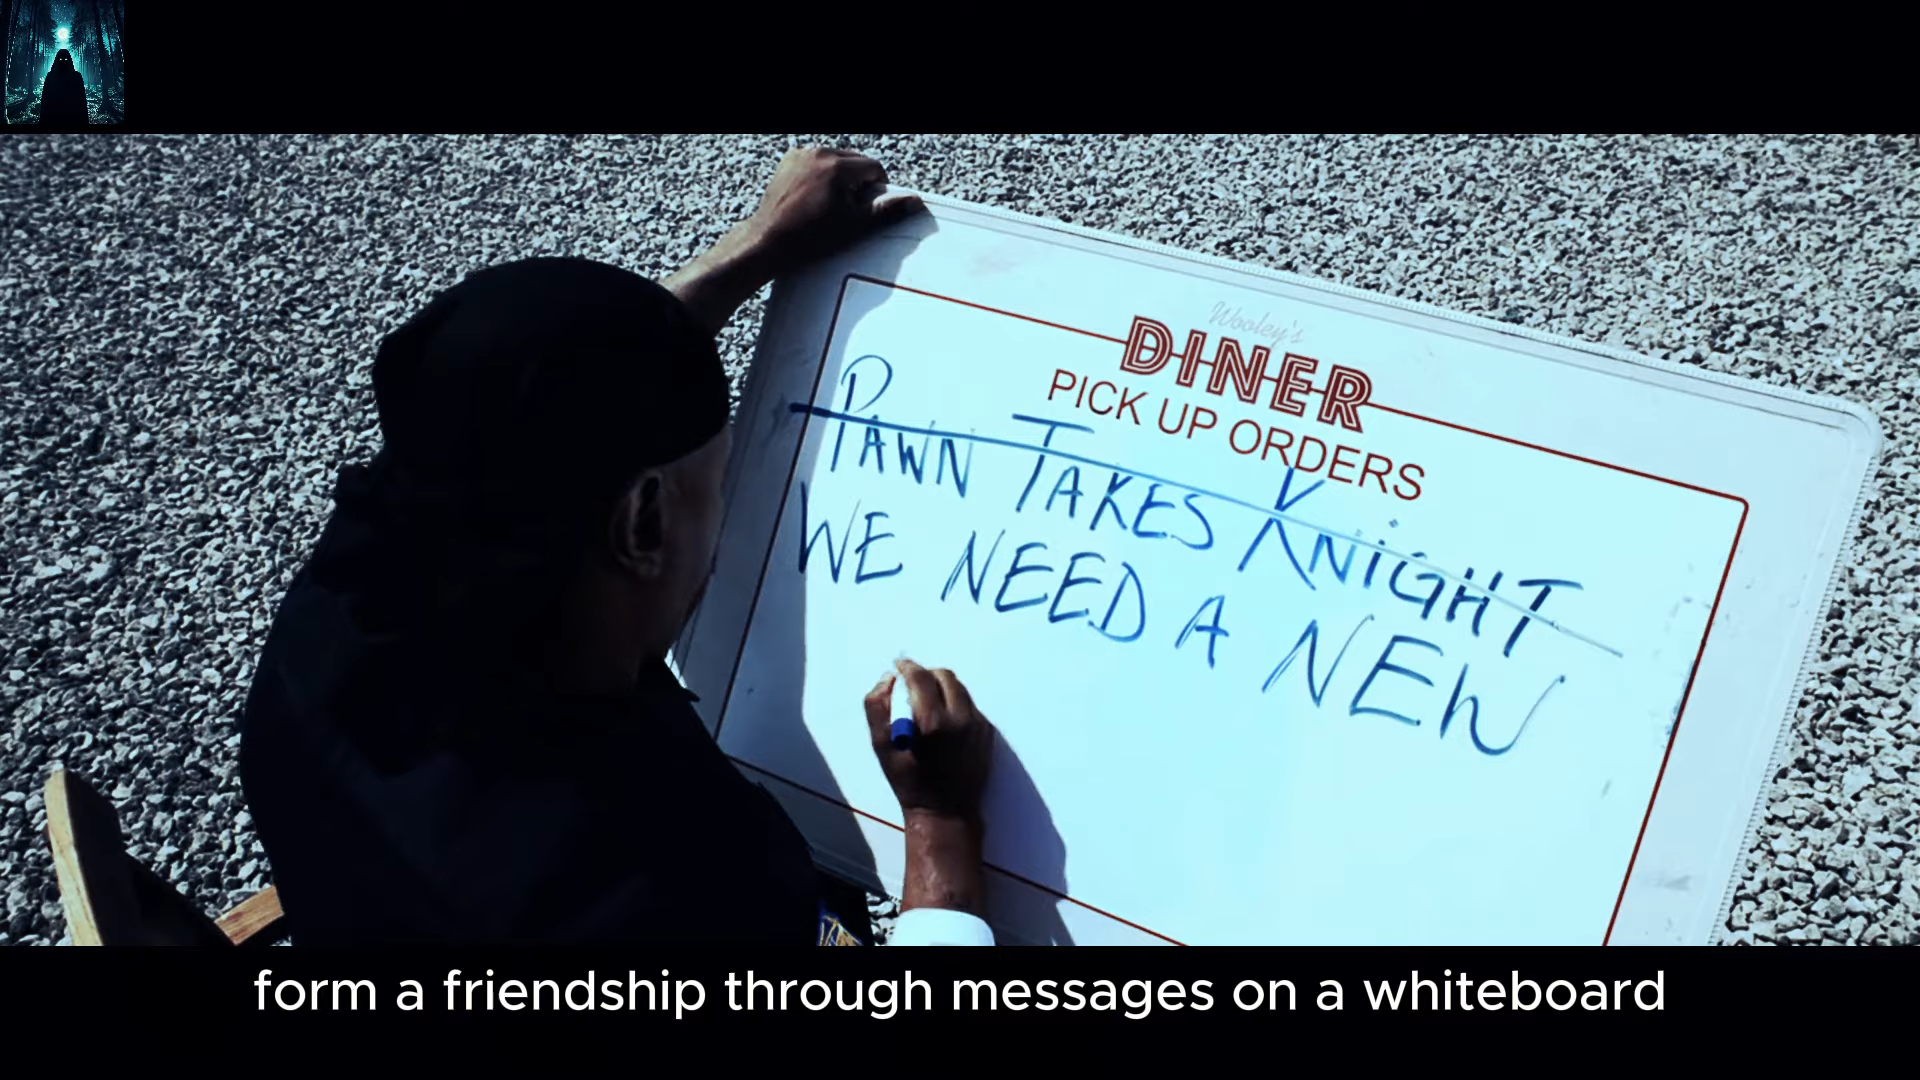 Wooley's
DINER
PICK UP ORDERS
PAWN TAKES KNIGHT
WE NEED A NEW
form a friendship through messages on a whiteboard